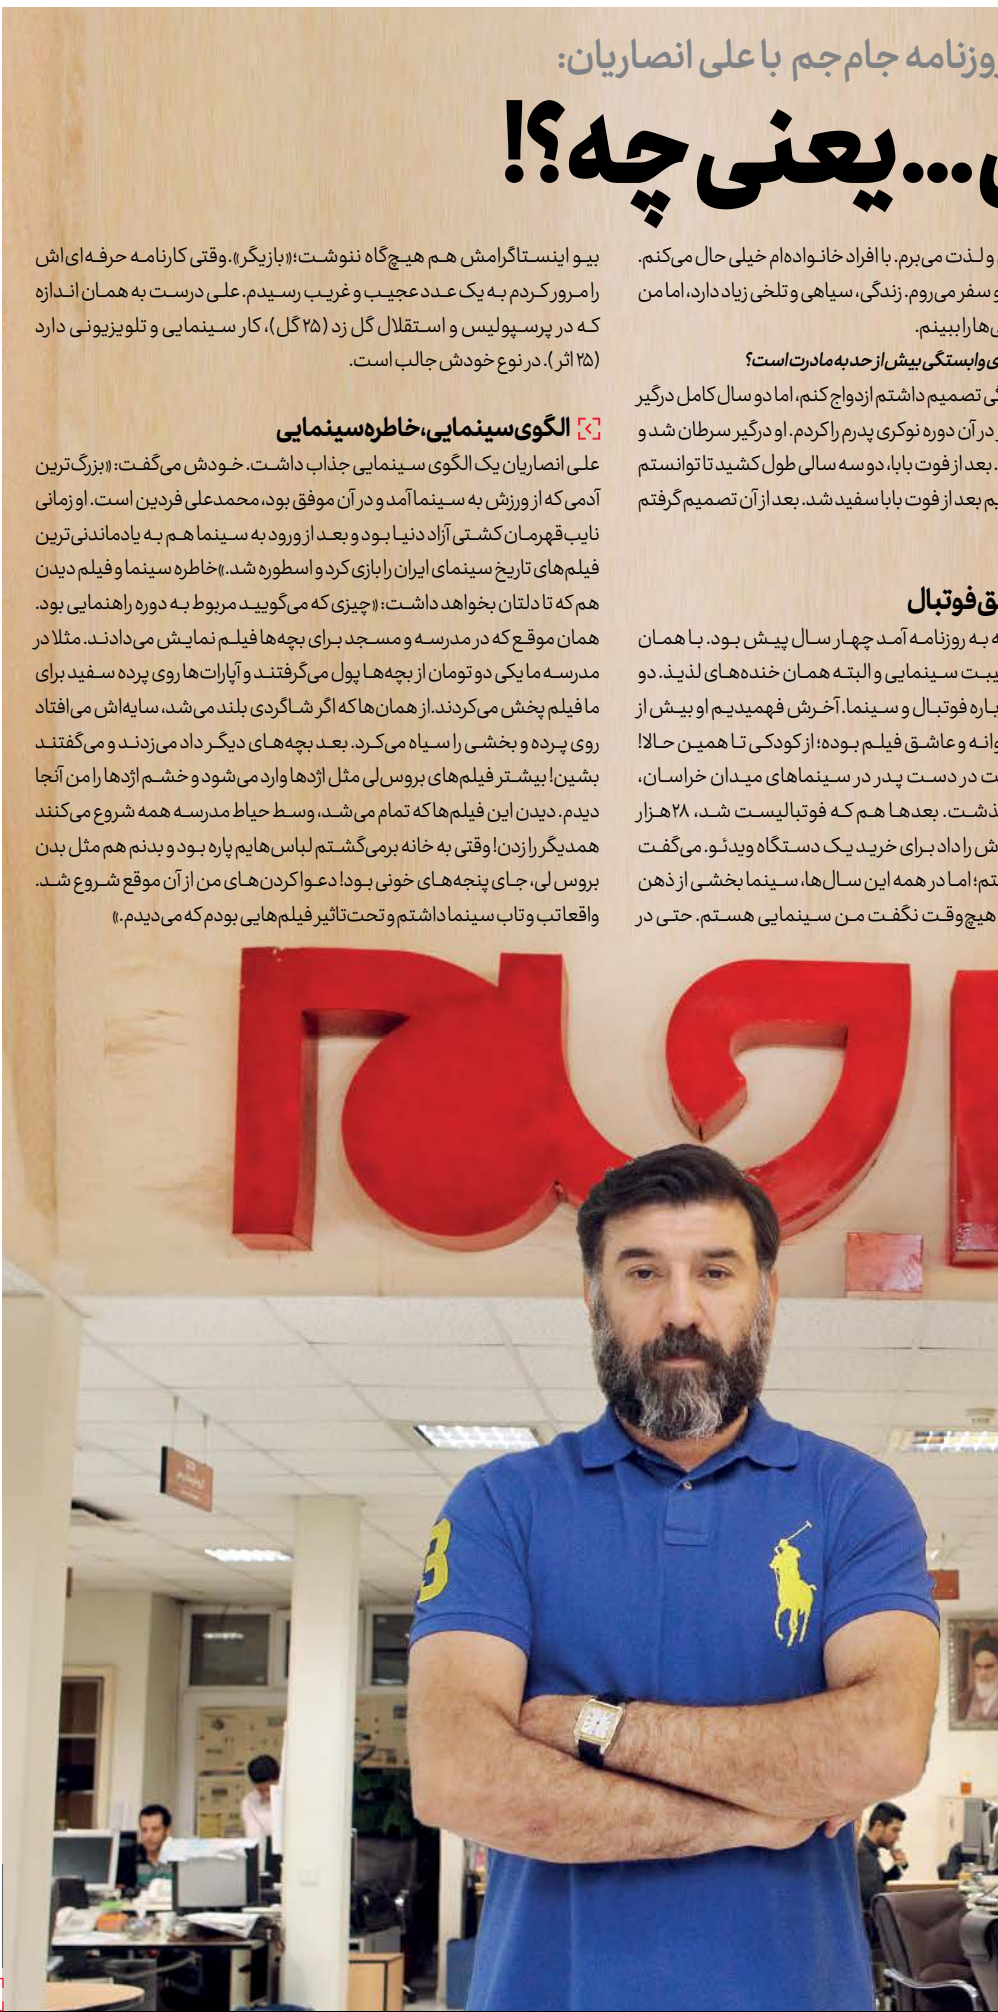 روزنامه جام‌جم با علی انصاریان:
...یعنی چه؟!
و لذت می‌برم. با افراد خانواده‌ام خیلی حال می‌کنم.
و سفر می‌روم. زندگی، سیاهی و تلخی زیاد دارد، اما من
‌ها را ببینم.
وابستگی بیش از حد به مادرت است؟
تصمیم داشتم ازدواج کنم، اما دو سال کامل درگیر
در آن دوره نوکری پدرم را کردم. او درگیر سرطان شد و
. بعد از فوت بابا، دو سه سالی طول کشید تا توانستم
بعد از فوت بابا سفید شد. بعد از آن تصمیم گرفتم
فوتبال
به روزنامه آمد چهار سال پیش بود. با همان
سینمایی و البته همان خنده‌های لذیذ. دو
فوتبال و سینما. آخرش فهمیدیم او بیش از
و عاشق فیلم بوده؛ از کودکی تا همین حالا!
در دست پدر در سینماهای میدان خراسان،
بعدها هم که فوتبالیست شد، ۲۸هزار
را داد برای خرید یک دستگاه ویدئو. می‌گفت
اما در همه این سال‌ها، سینما بخشی از ذهن
هیچ‌وقت نگفت من سینمایی هستم. حتی در
بیو اینستاگرامش هم هیچ‌گاه ننوشت؛«بازیگر».وقتی کارنامه حرفه‌ای‌اش
را مرور کردم به یک عدد عجیب و غریب رسیدم. علی درست به همان اندازه
که در پرسپولیس و استقلال گل زد (۲۵ گل)، کار سینمایی و تلویزیونی دارد
(۲۵ اثر). در نوع خودش جالب است.
الگوی سینمایی، خاطره سینمایی
علی انصاریان یک الگوی سینمایی جذاب داشت. خودش می‌گفت: «بزرگ‌ترین
آدمی که از ورزش به سینما آمد و در آن موفق بود، محمدعلی فردین است. او زمانی
نایب‌قهرمان کشتی آزاد دنیا بود و بعد از ورود به سینما هم به یادماندنی‌ترین
فیلم‌های تاریخ سینمای ایران را بازی کرد و اسطوره شد.»خاطره سینما و فیلم دیدن
هم که تا دلتان بخواهد داشت: «چیزی که می‌گویید مربوط به دوره راهنمایی بود.
همان موقع که در مدرسه و مسجد برای بچه‌ها فیلم نمایش می‌دادند. مثلا در
مدرسه ما یکی دو تومان از بچه‌ها پول می‌گرفتند و آپارات‌ها روی پرده سفید برای
ما فیلم پخش می‌کردند.از همان‌ها که اگر شاگردی بلند می‌شد، سایه‌اش می‌افتاد
روی پرده و بخشی را سیاه می‌کرد. بعد بچه‌های دیگر داد می‌زدند و می‌گفتند
بشین! بیشتر فیلم‌های بروس‌لی مثل اژدها وارد می‌شود و خشم اژدها را من آنجا
دیدم. دیدن این فیلم‌ها که تمام می‌شد، وسط حیاط مدرسه همه شروع می‌کنند
همدیگر را زدن! وقتی به خانه برمی‌گشتم لباس‌هایم پاره بود و بدنم هم مثل بدن
بروس لی، جای پنجه‌های خونی بود! دعوا کردن‌های من از آن موقع شروع شد.
واقعا تب و تاب سینما داشتم و تحت‌تاثیر فیلم‌هایی بودم که می‌دیدم.»
3